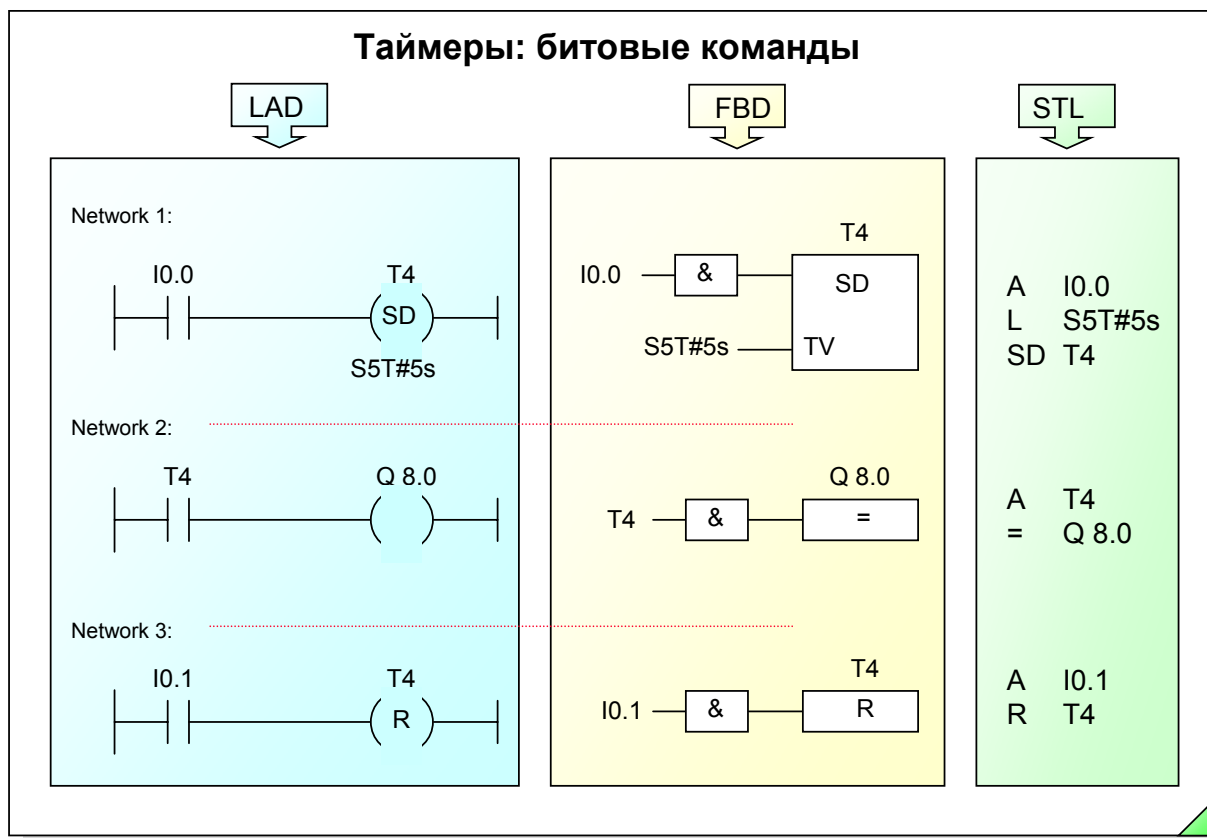 Таймеры: битовые команды
LAD
Network 1:
I0.0 T4
SD
S5T#5s
Network 2:
T4 Q 8.0
Network 3:
I0.1 T4
R
FBD
T4
I0.0 & SD
S5T#5s TV
Q 8.0
T4 & =
T4
I0.1 & R
STL
A I0.0
L S5T#5s
SD T4
A T4
= Q 8.0
A I0.1
R T4